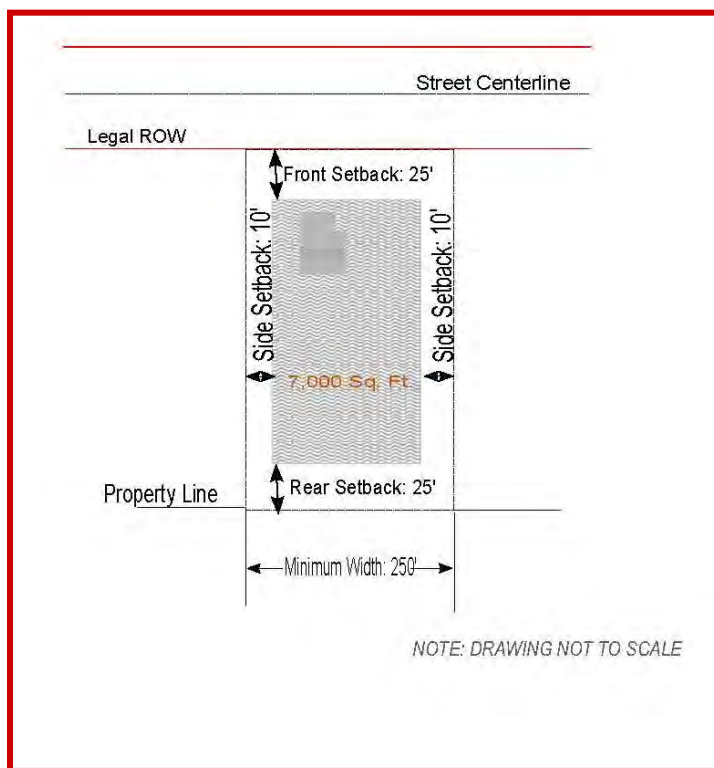 Street Centerline
Legal ROW
Front Setback: 25'
Side Setback: 10'
Side Setback: 10'
7,000 Sq. Ft.
Rear Setback: 25'
Property Line
Minimum Width: 250'
NOTE: DRAWING NOT TO SCALE